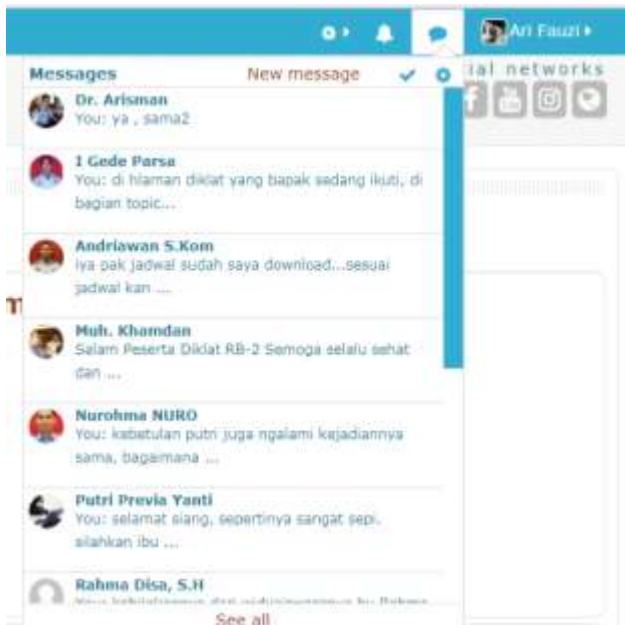 Ari Fauzi
Messages New message
ial networks
Dr. Arisman
You: ya , sama2
I Gede Parsa
You: di hlaman diklat yang bapak sedang ikuti, di
bagian topic...
Andriawan S.Kom
iya pak jadwal sudah saya download...sesuai
jadwal kan ....
m
Muh. Khamdan
Salam Peserta Diklat RB-2 Semoga selalu sehat
dan ...
Nurohma NURO
You: kebetulan putri juga ngalami kejadiannya
sama, bagaimana ...
Putri Previa Yanti
You: selamat siang, sepertinya sangat sepi.
silahkan ibu ...
Rahma Disa, S.H
See all